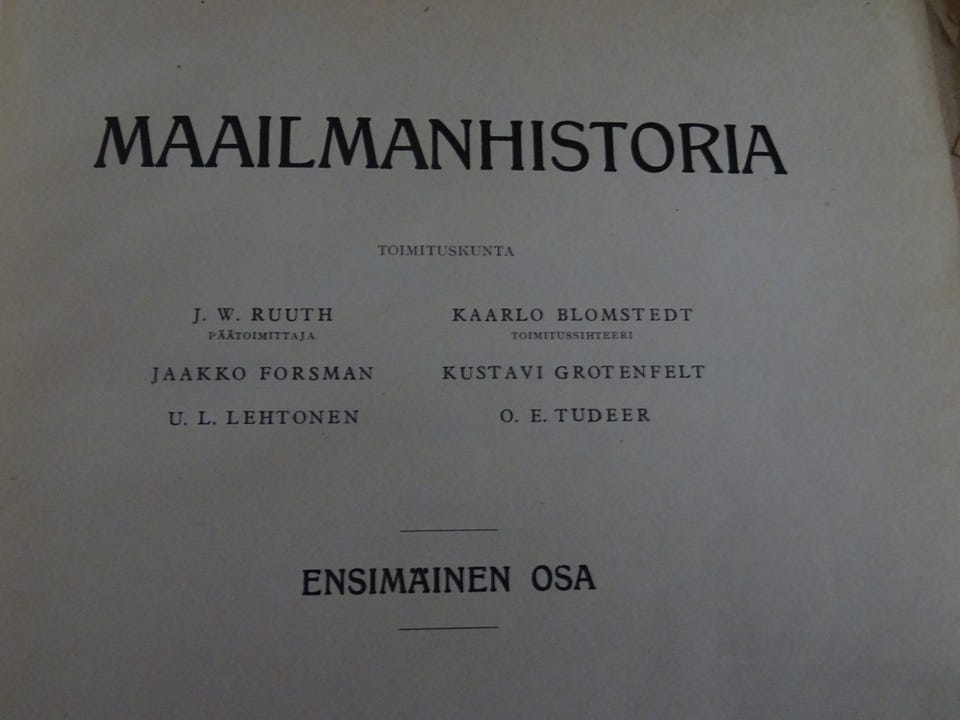 MAAILMANHISTORIA
TOIMITUSKUNTA
J. W. RUUTH KAARLO BLOMSTEDT
PÄÄTOIMITTAJA TOIMITUSSIHTEERI
JAAKKO FORSMAN KUSTAVI GROTENFELT
U. L. LEHTONEN O. E. TUDEER
ENSIMÄINEN OSA